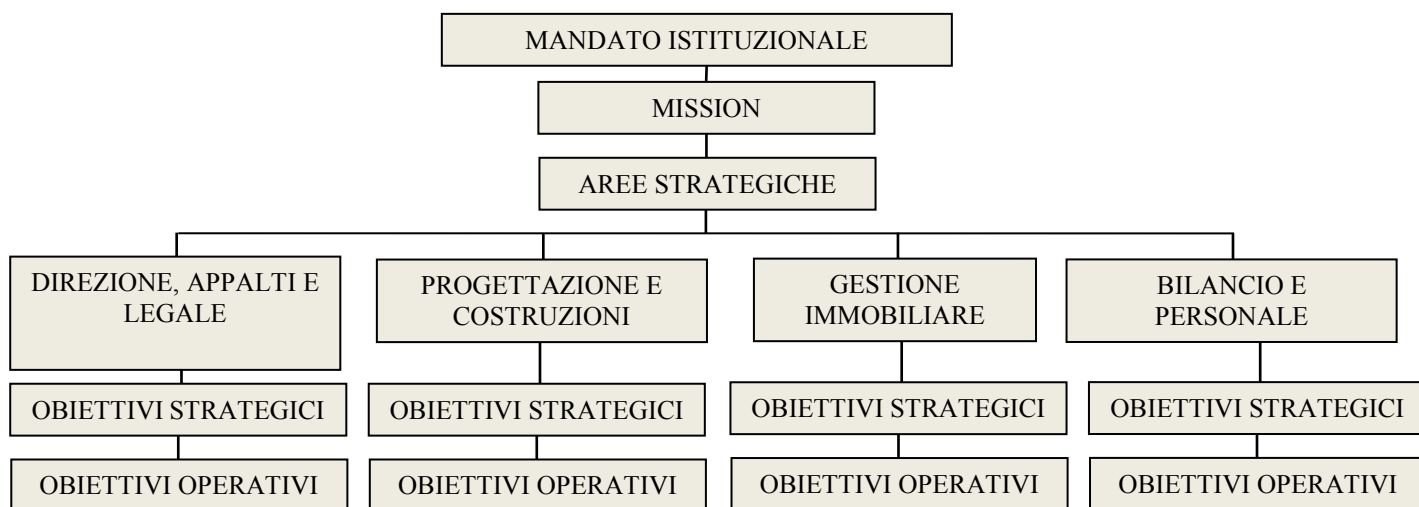 MANDATO ISTITUZIONALE
MISSION
AREE STRATEGICHE
DIREZIONE, APPALTI E
LEGALE
PROGETTAZIONE E
COSTRUZIONI
GESTIONE
IMMOBILIARE
BILANCIO E
PERSONALE
OBIETTIVI STRATEGICI
OBIETTIVI STRATEGICI
OBIETTIVI STRATEGICI
OBIETTIVI STRATEGICI
OBIETTIVI OPERATIVI
OBIETTIVI OPERATIVI
OBIETTIVI OPERATIVI
OBIETTIVI OPERATIVI